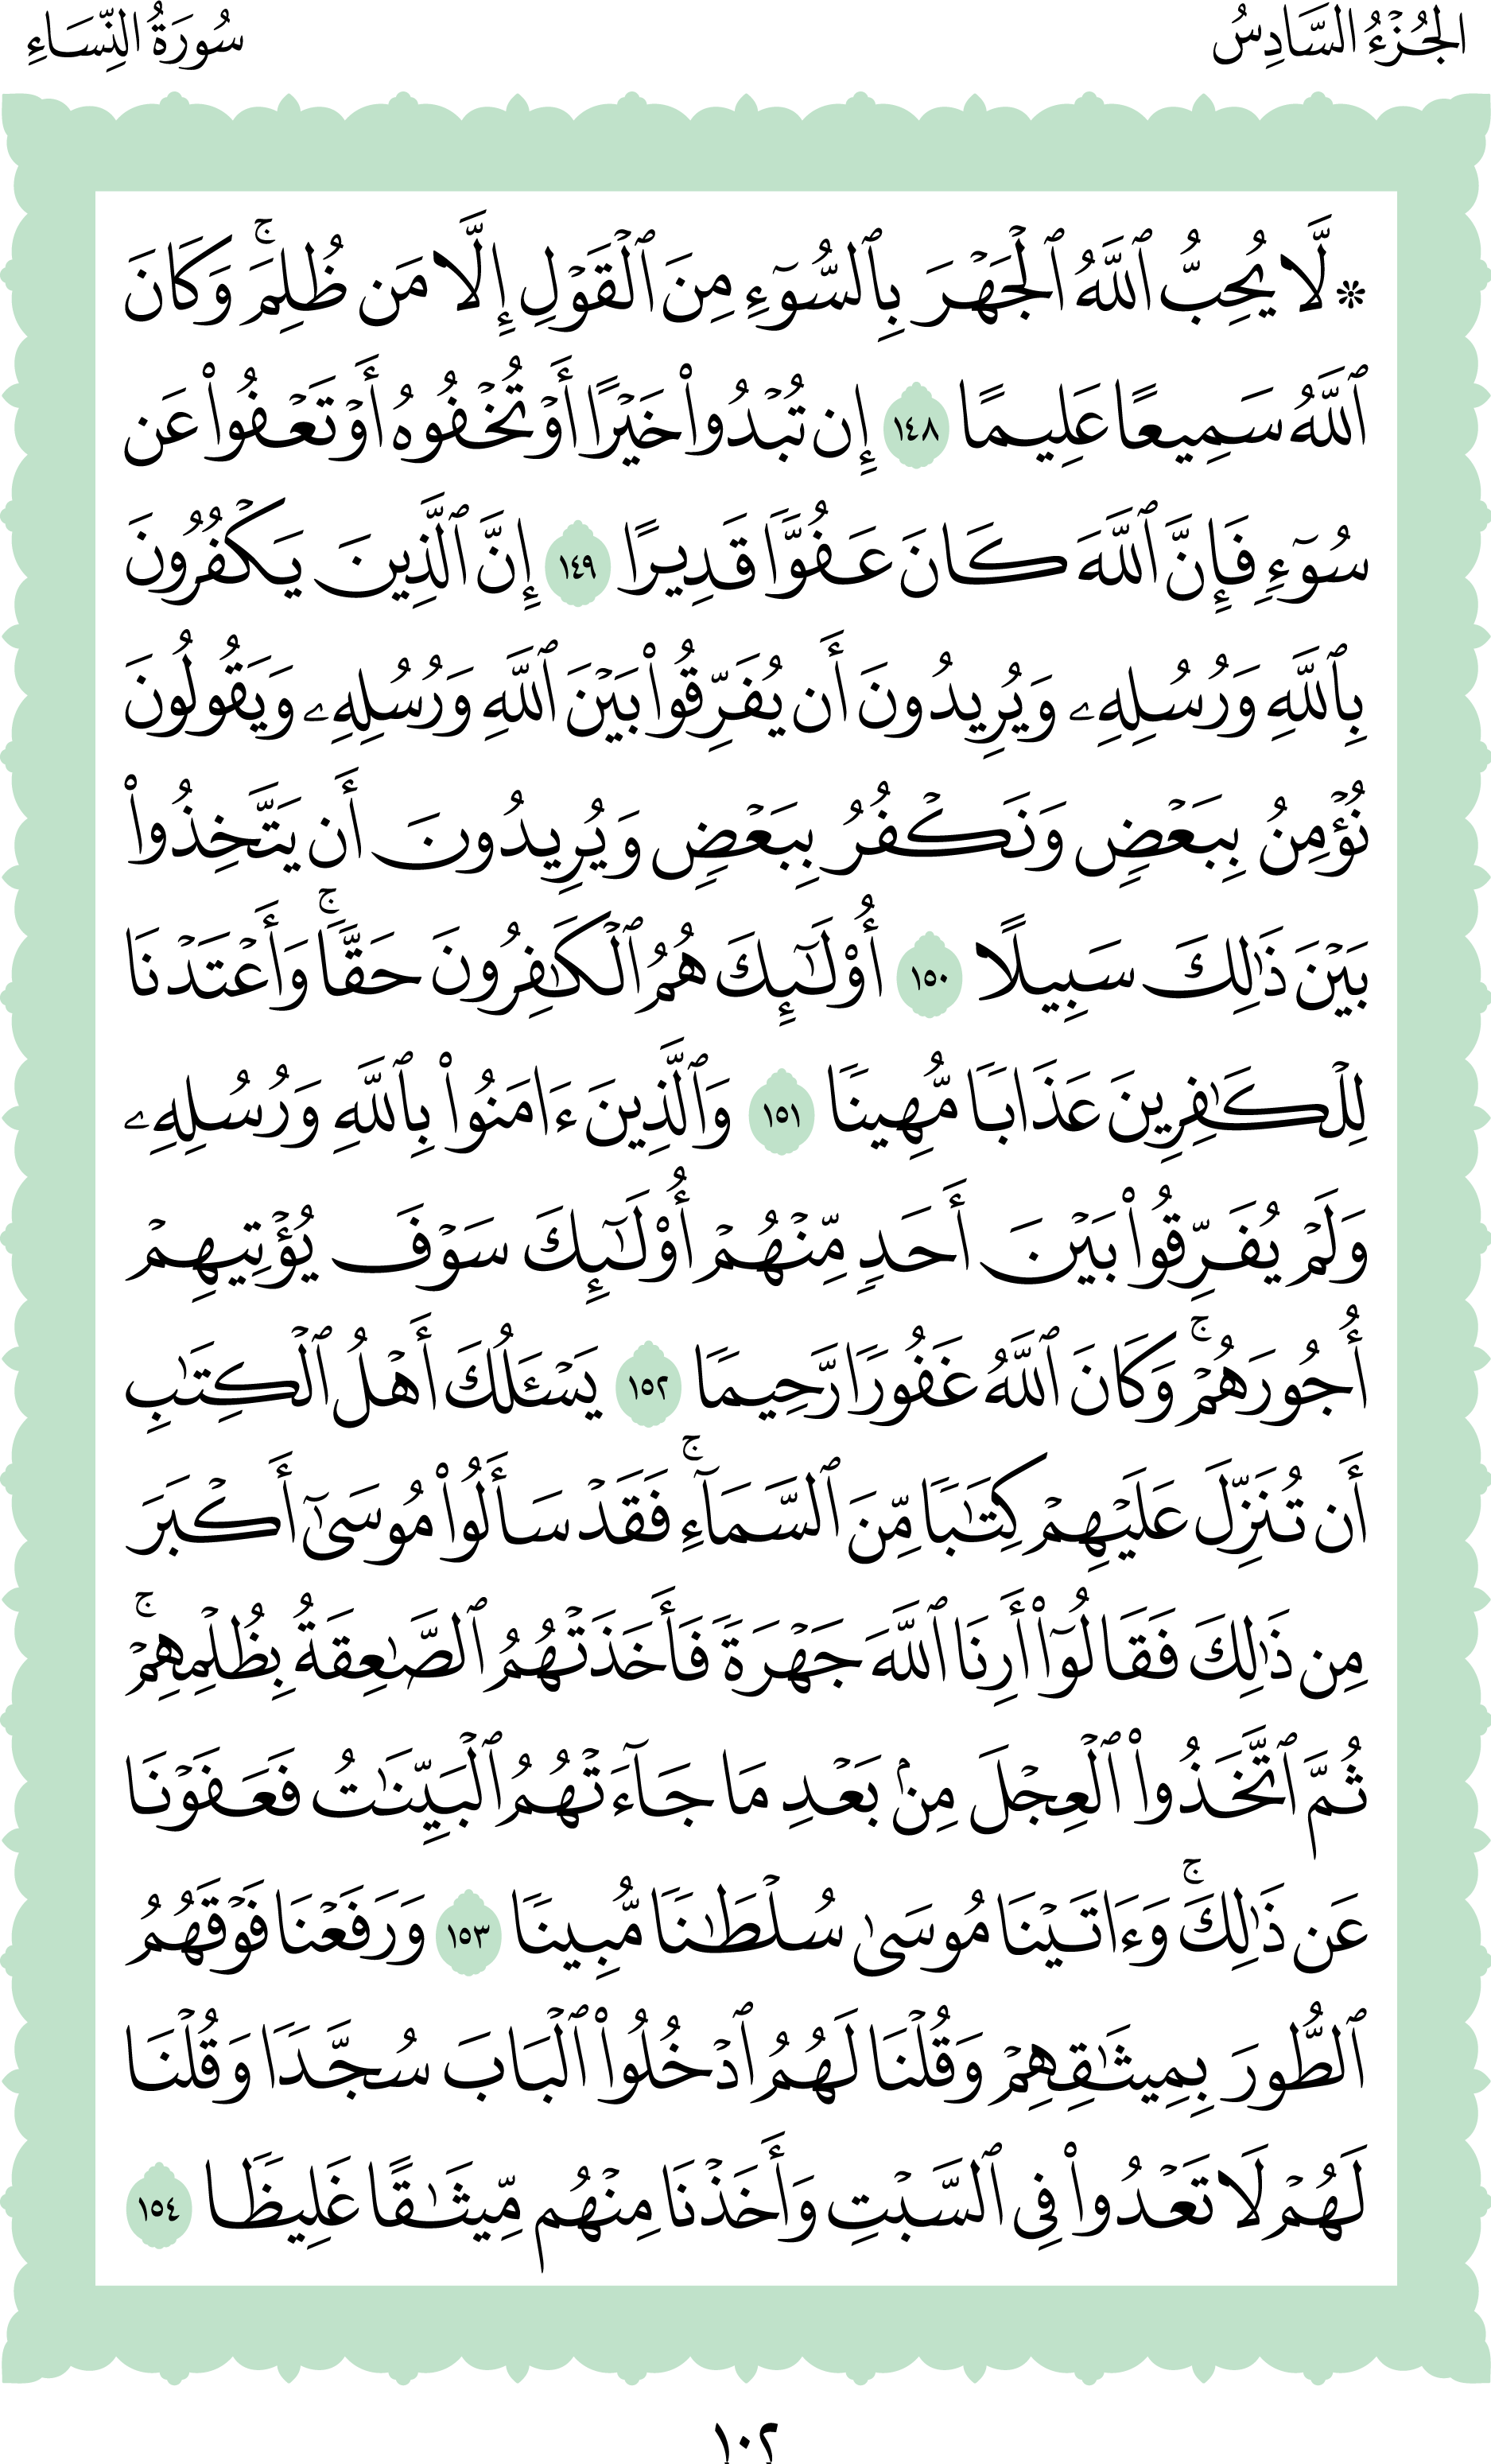 الجُزْءُ السَّادِسُ
سُورَةُ النِّسَاءِ
* لَّا يُحِبُّ ٱللَّهُ ٱلْجَهْرَ بِٱلسُّوٓءِ مِنَ ٱلْقَوْلِ إِلَّا مَن ظُلِمَۚ وَكَانَ
ٱللَّهُ سَمِيعًا عَلِيمًا ١٤٨ إِن تُبْدُوا۟ خَيْرًا أَوْ تُخْفُوهُ أَوْ تَعْفُوا۟ عَن
سُوٓءٍ فَإِنَّ ٱللَّهَ كَانَ عَفُوًّا قَدِيرًا ١٤٩ إِنَّ ٱلَّذِينَ يَكْفُرُونَ
بِٱللَّهِ وَرُسُلِهِۦ وَيُرِيدُونَ أَن يُفَرِّقُوا۟ بَيْنَ ٱللَّهِ وَرُسُلِهِۦ وَيَقُولُونَ
نُؤْمِنُ بِبَعْضٍ وَنَكْفُرُ بِبَعْضٍ وَيُرِيدُونَ أَن يَتَّخِذُوا۟
بَيْنَ ذَٰلِكَ سَبِيلًا ١٥٠ أُو۟لَٰٓئِكَ هُمُ ٱلْكَٰفِرُونَ حَقًّاۚ وَأَعْتَدْنَا
لِلْكَٰفِرِينَ عَذَابًا مُّهِينًا ١٥١ وَٱلَّذِينَ ءَامَنُوا۟ بِٱللَّهِ وَرُسُلِهِۦ
وَلَمْ يُفَرِّقُوا۟ بَيْنَ أَحَدٍ مِّنْهُمْ أُو۟لَٰٓئِكَ سَوْفَ يُؤْتِيهِمْ
أُجُورَهُمْۚ وَكَانَ ٱللَّهُ غَفُورًا رَّحِيمًا ١٥٢ يَسْـَٔلُكَ أَهْلُ ٱلْكِتَٰبِ
أَن تُنَزِّلَ عَلَيْهِمْ كِتَٰبًا مِّنَ ٱلسَّمَآءِۚ فَقَدْ سَأَلُوا۟ مُوسَىٰٓ أَكْبَرَ
مِن ذَٰلِكَ فَقَالُوٓا۟ أَرِنَا ٱللَّهَ جَهْرَةً فَأَخَذَتْهُمُ ٱلصَّٰعِقَةُ بِظُلْمِهِمْۚ
ثُمَّ ٱتَّخَذُوا۟ ٱلْعِجْلَ مِنۢ بَعْدِ مَا جَآءَتْهُمُ ٱلْبَيِّنَٰتُ فَعَفَوْنَا
عَن ذَٰلِكَۚ وَءَاتَيْنَا مُوسَىٰ سُلْطَٰنًا مُّبِينًا ١٥٣ وَرَفَعْنَا فَوْقَهُمُ
ٱلطُّورَ بِمِيثَٰقِهِمْ وَقُلْنَا لَهُمُ ٱدْخُلُوا۟ ٱلْبَابَ سُجَّدًا وَقُلْنَا
لَهُمْ لَا تَعْدُوا۟ فِى ٱلسَّبْتِ وَأَخَذْنَا مِنْهُم مِّيثَٰقًا غَلِيظًا ١٥٤
١٠٢